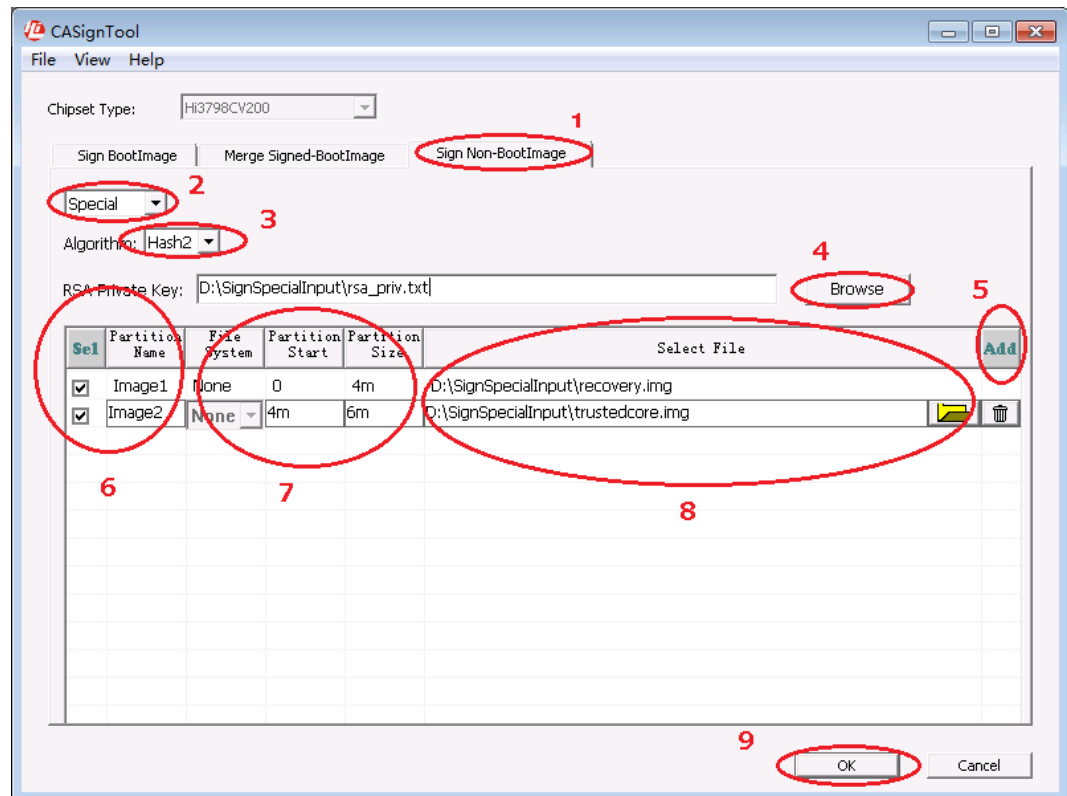 CASignTool
File View Help
1
Chipset Type: Hi3798CV200
Sign BootImage Merge Signed-BootImage Sign Non-BootImage
2
Special
3
Algorithm: Hash2
4
RSA Private Key: D:\SignSpecialInput\rsa_priv.txt Browse
5
Sel Partition Name File System Partition Start Partition Size Select File Add
Image1 None 0 4m D:\SignSpecialInput\recovery.img
Image2 None 4m 6m D:\SignSpecialInput\trustedcore.img
6 7 8
9
OK Cancel